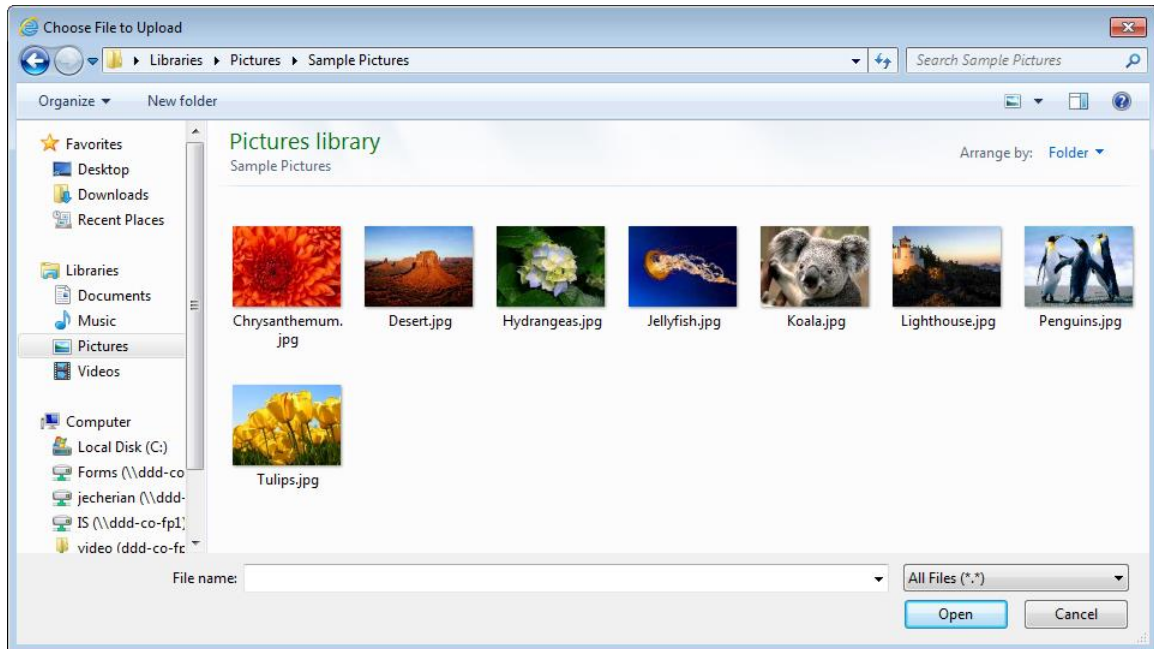 Choose File to Upload
Libraries Pictures Sample Pictures
Search Sample Pictures
Organize New folder
Pictures library
Sample Pictures
Arrange by: Folder
Favorites
Desktop
Downloads
Recent Places
Libraries
Documents
Music
Pictures
Videos
Computer
Local Disk (C:)
Forms (\\ddd-co
jecherian (\\ddd-
IS (\\ddd-co-fp1)
video (ddd-co-fp
Chrysanthemum.
jpg
Desert.jpg
Hydrangeas.jpg
Jellyfish.jpg
Koala.jpg
Lighthouse.jpg
Penguins.jpg
Tulips.jpg
File name:
All Files (*.*)
Open
Cancel